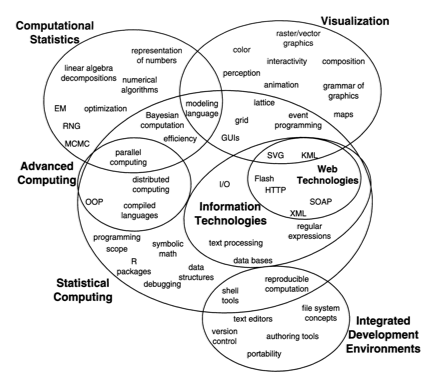 Computational
Statistics
Visualization
representation
of numbers
linear algebra
decompositions
numerical
algorithms
EM
optimization
RNG
MCMC
Bayesian
computation
efficiency
modeling
language
raster/vector
graphics
color
interactivity
composition
perception
animation
grammar of
graphics
lattice
grid
event
programming
maps
GUIs
Advanced
Computing
parallel
computing
distributed
computing
OOP
compiled
languages
I/O
SVG
KML
Web
Technologies
Flash
HTTP
SOAP
XML
Information
Technologies
regular
expressions
text processing
data bases
programming
scope
symbolic
math
R
packages
debugging
data
structures
Statistical
Computing
shell
tools
reproducible
computation
text editors
file system
concepts
version
control
authoring tools
portability
Integrated
Development
Environments